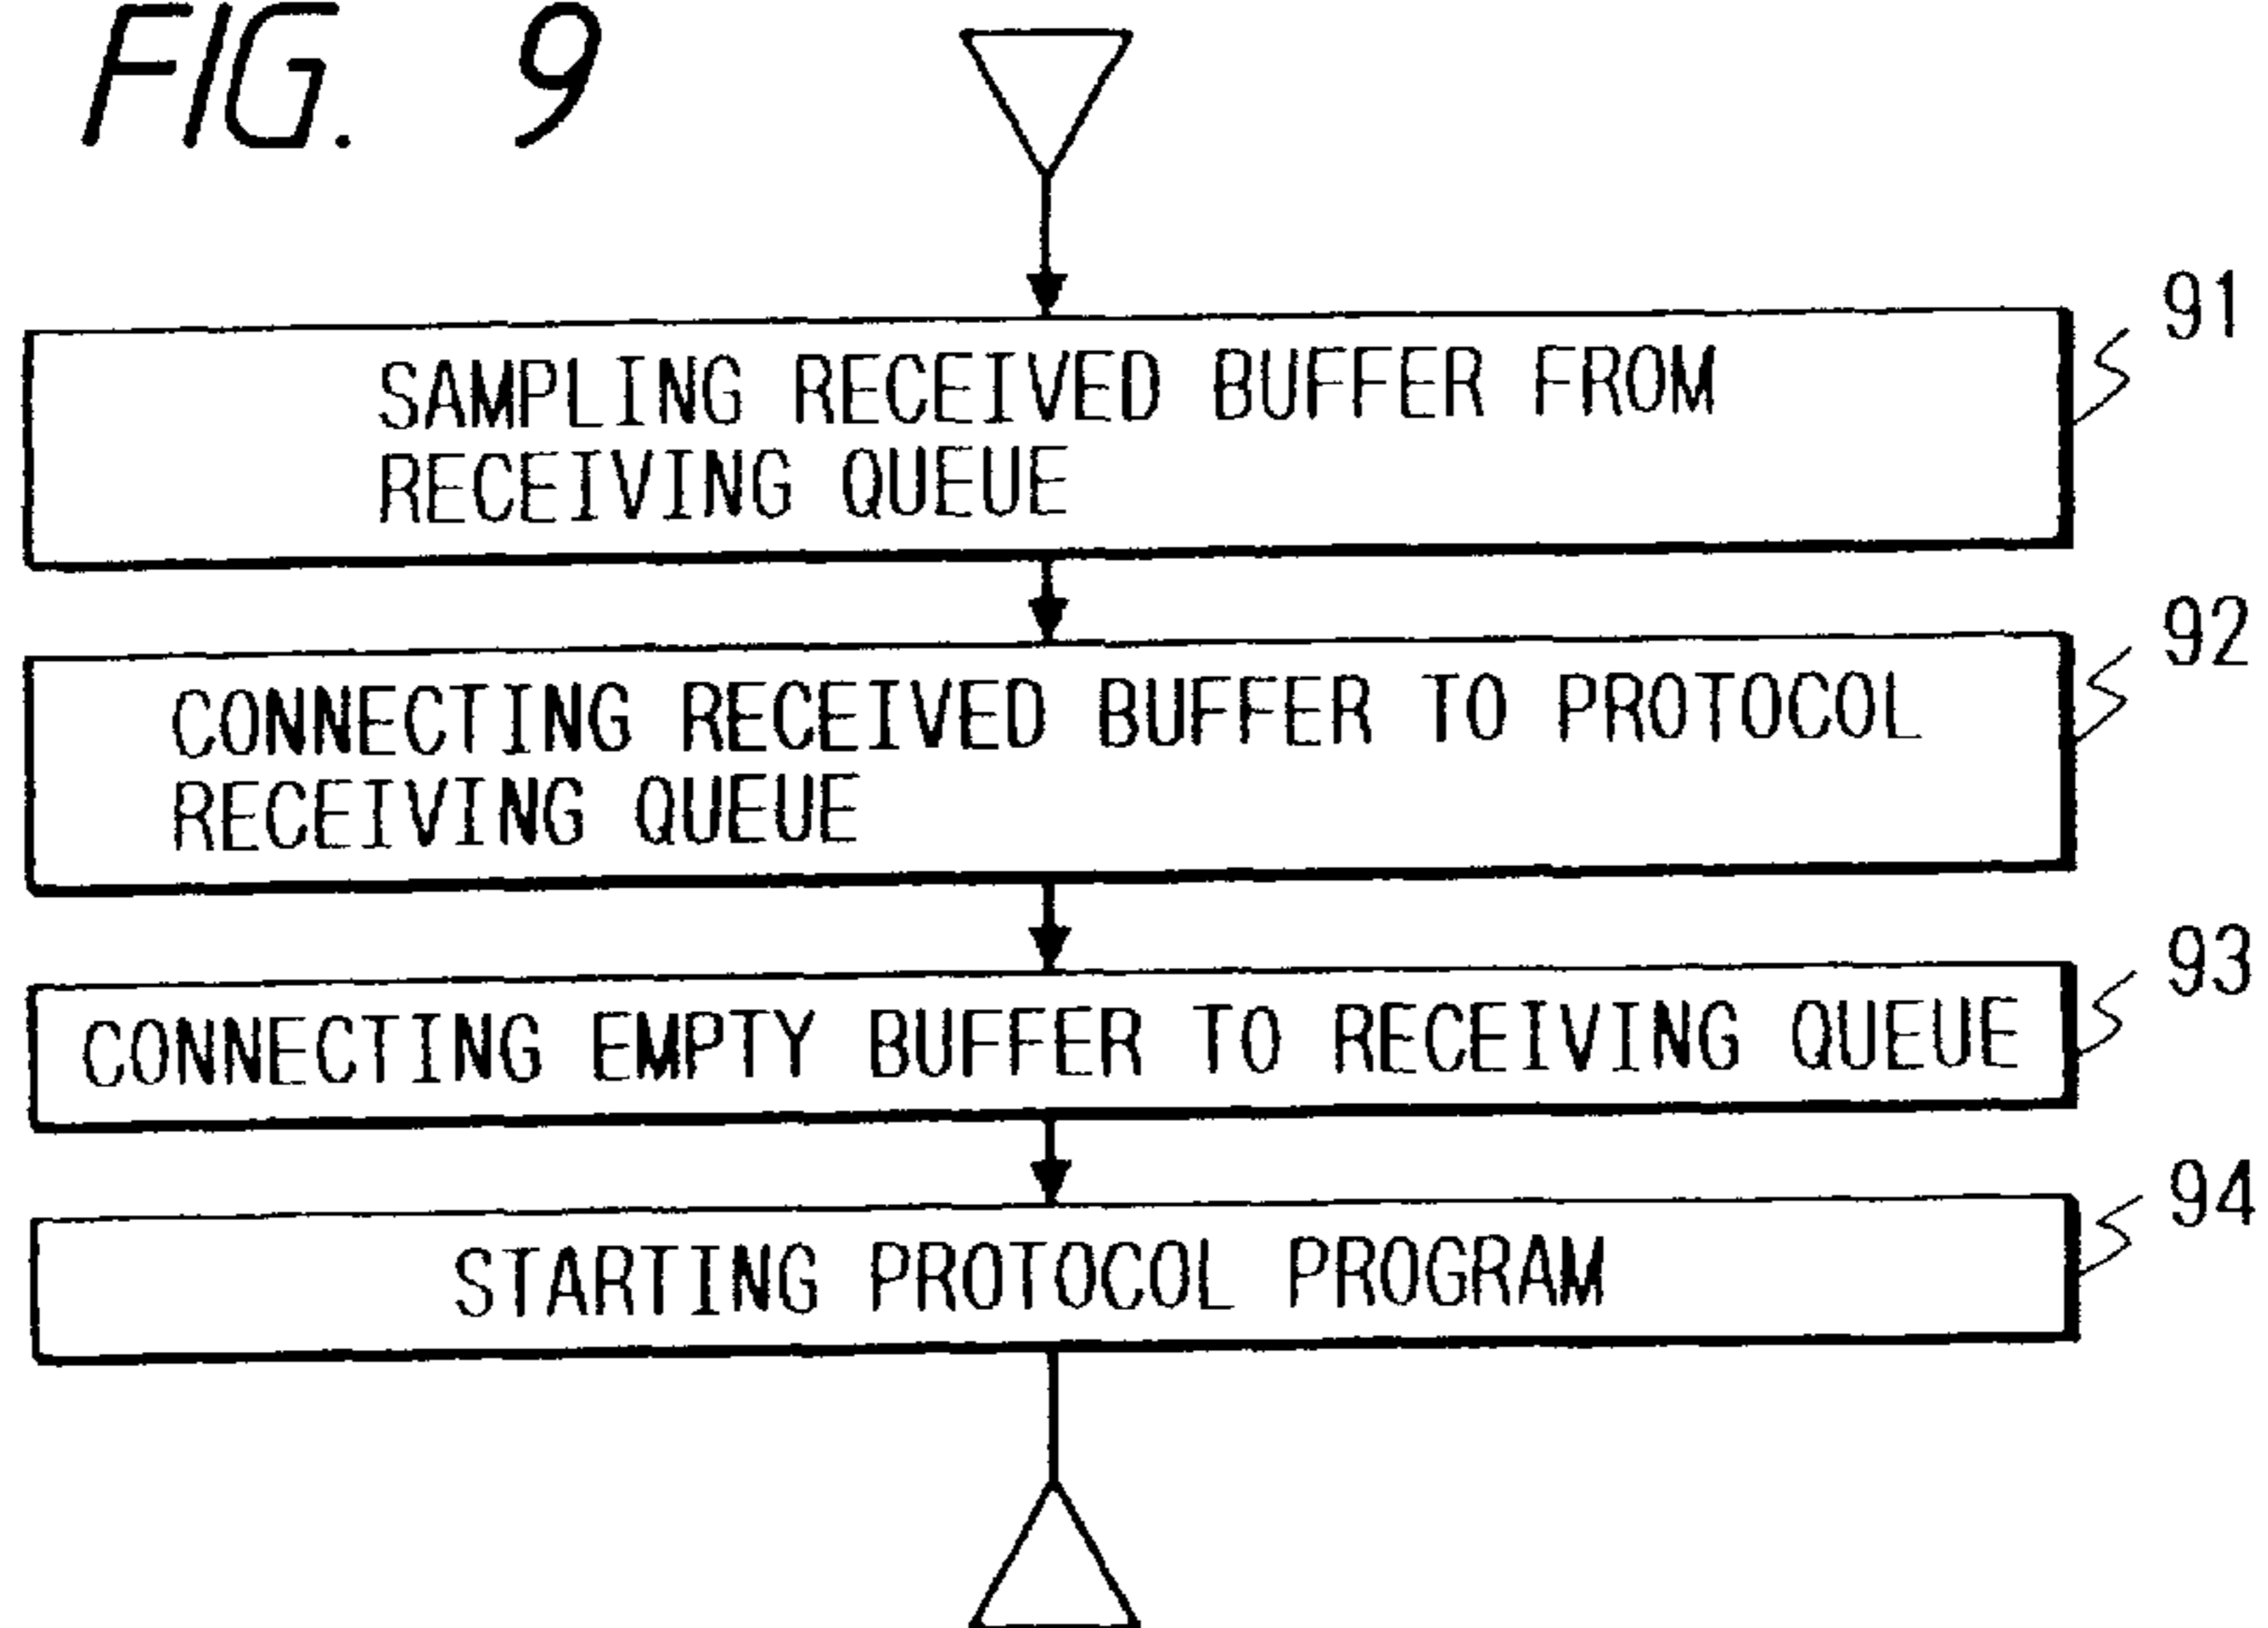 FIG. 9
91
SAMPLING RECEIVED BUFFER FROM
RECEIVING QUEUE
92
CONNECTING RECEIVED BUFFER TO PROTOCOL
RECEIVING QUEUE
93
CONNECTING EMPTY BUFFER TO RECEIVING QUEUE
94
STARTING PROTOCOL PROGRAM